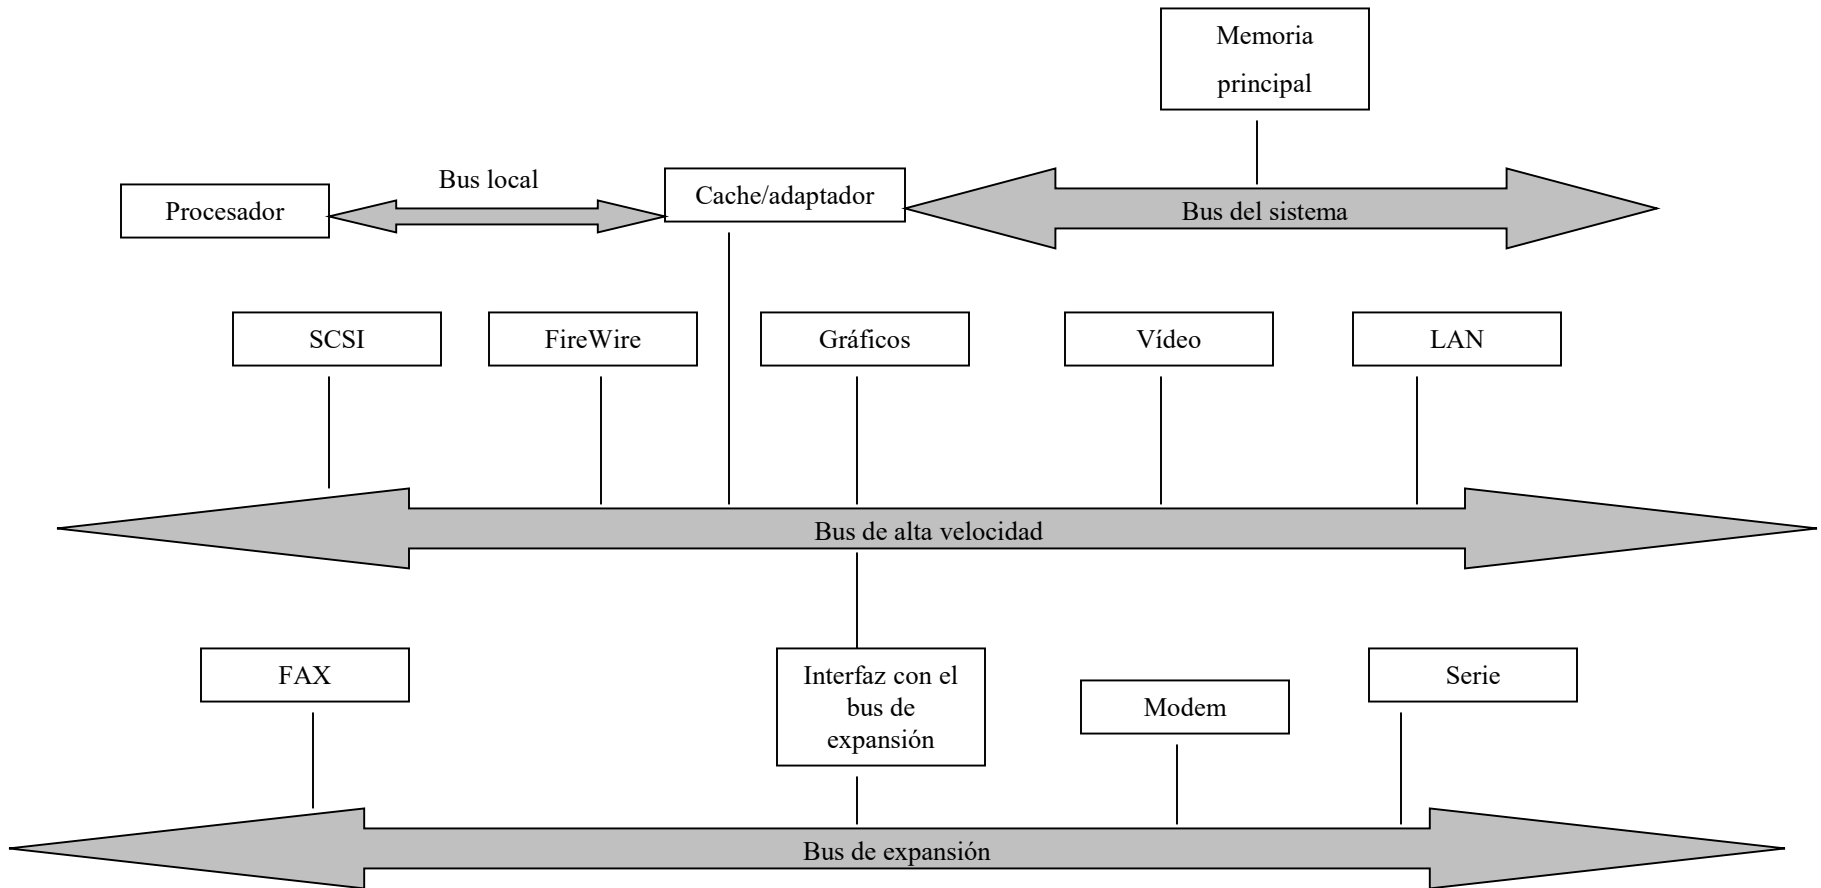 Memoria
principal
Bus local
Procesador
Cache/adaptador
Bus del sistema
SCSI
FireWire
Gráficos
Vídeo
LAN
Bus de alta velocidad
FAX
Interfaz con el
bus de
expansión
Modem
Serie
Bus de expansión